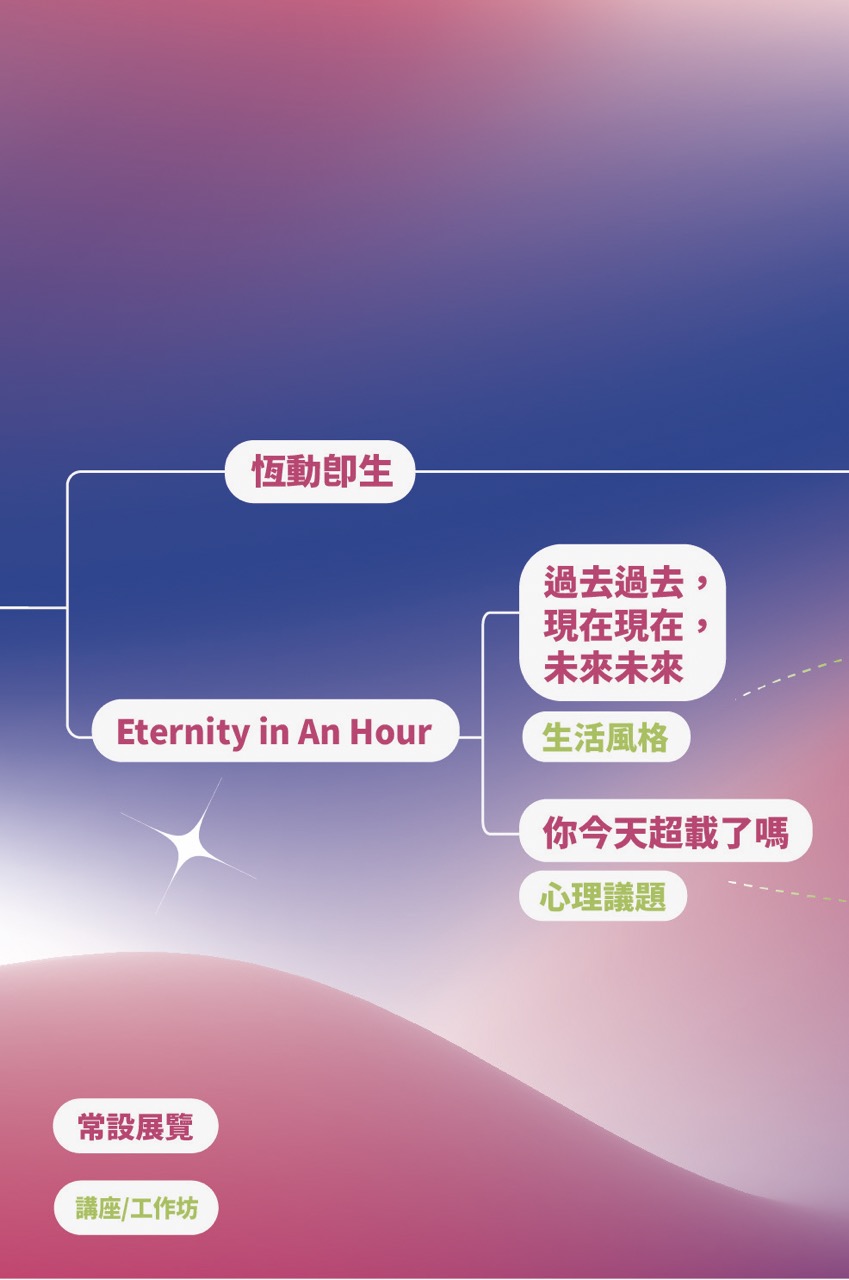 恆動卽生
過去過去，
現在現在，
未來未來
Eternity in An Hour
生活風格
你今天超載了嗎
心理議題
常設展覽
講座/工作坊